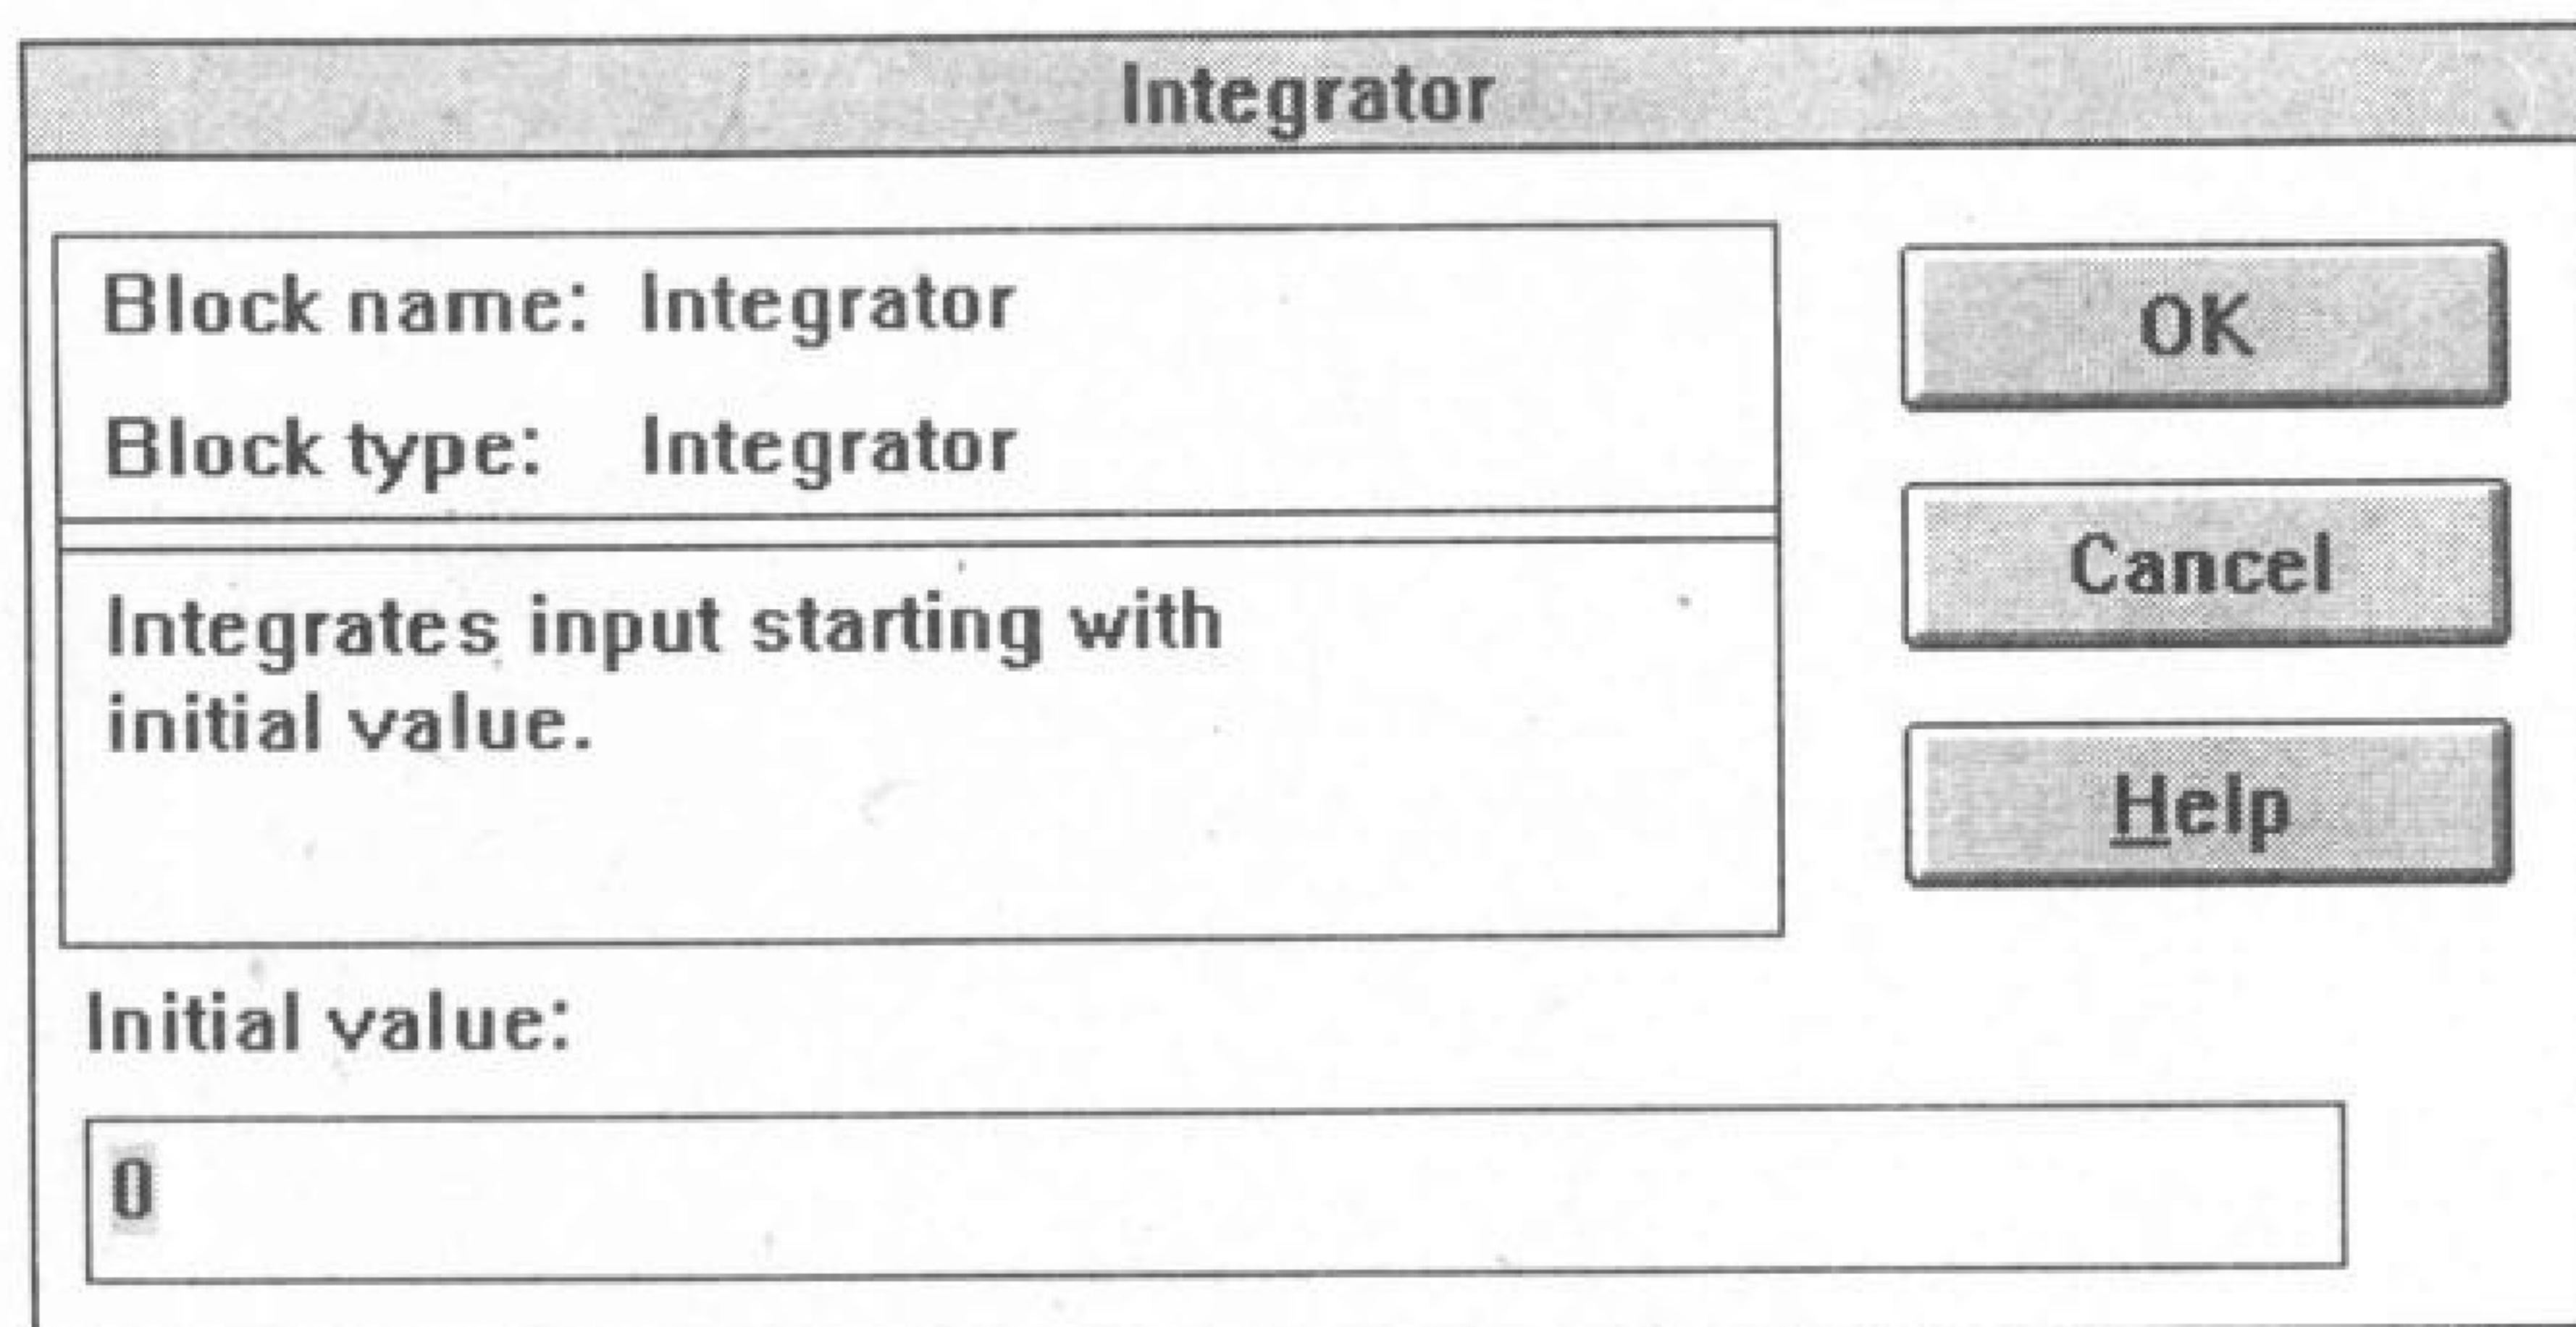 Integrator
Block name: Integrator
Block type: Integrator
Integrates input starting with
initial value.
OK
Cancel
Help
Initial value:
0